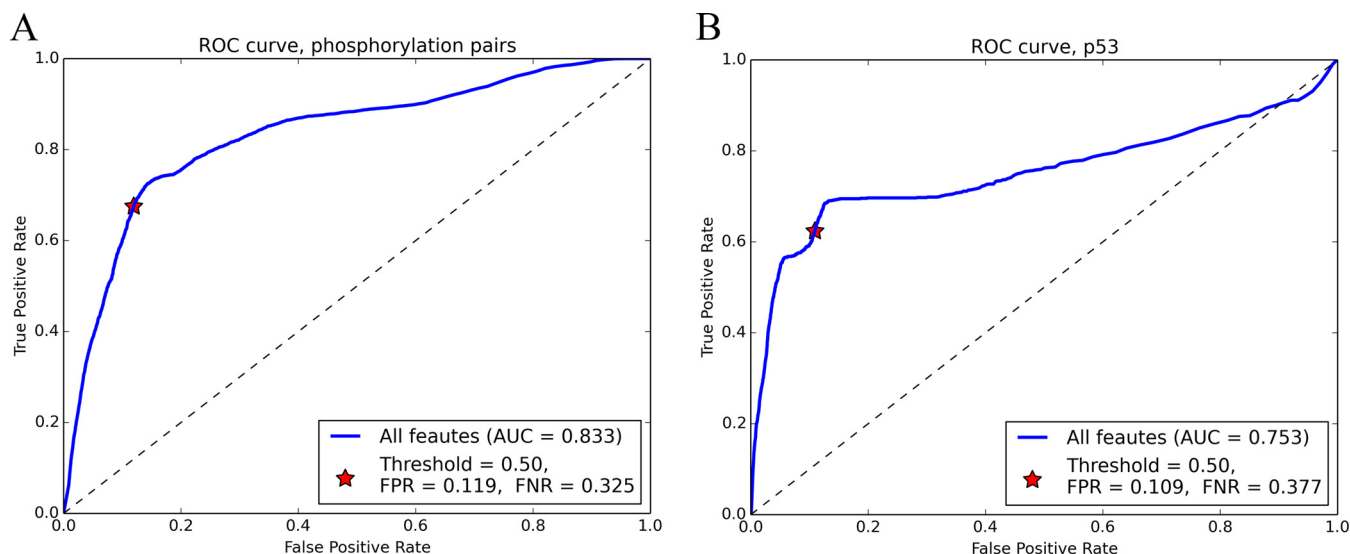 A
ROC curve, phosphorylation pairs
1.0
0.8
0.6
0.4
0.2
0.0
True Positive Rate
0.0 0.2 0.4 0.6 0.8 1.0
False Positive Rate
All feautes (AUC = 0.833)
Threshold = 0.50,
FPR = 0.119, FNR = 0.325
B
ROC curve, p53
1.0
0.8
0.6
0.4
0.2
0.0
True Positive Rate
0.0 0.2 0.4 0.6 0.8 1.0
False Positive Rate
All feautes (AUC = 0.753)
Threshold = 0.50,
FPR = 0.109, FNR = 0.377